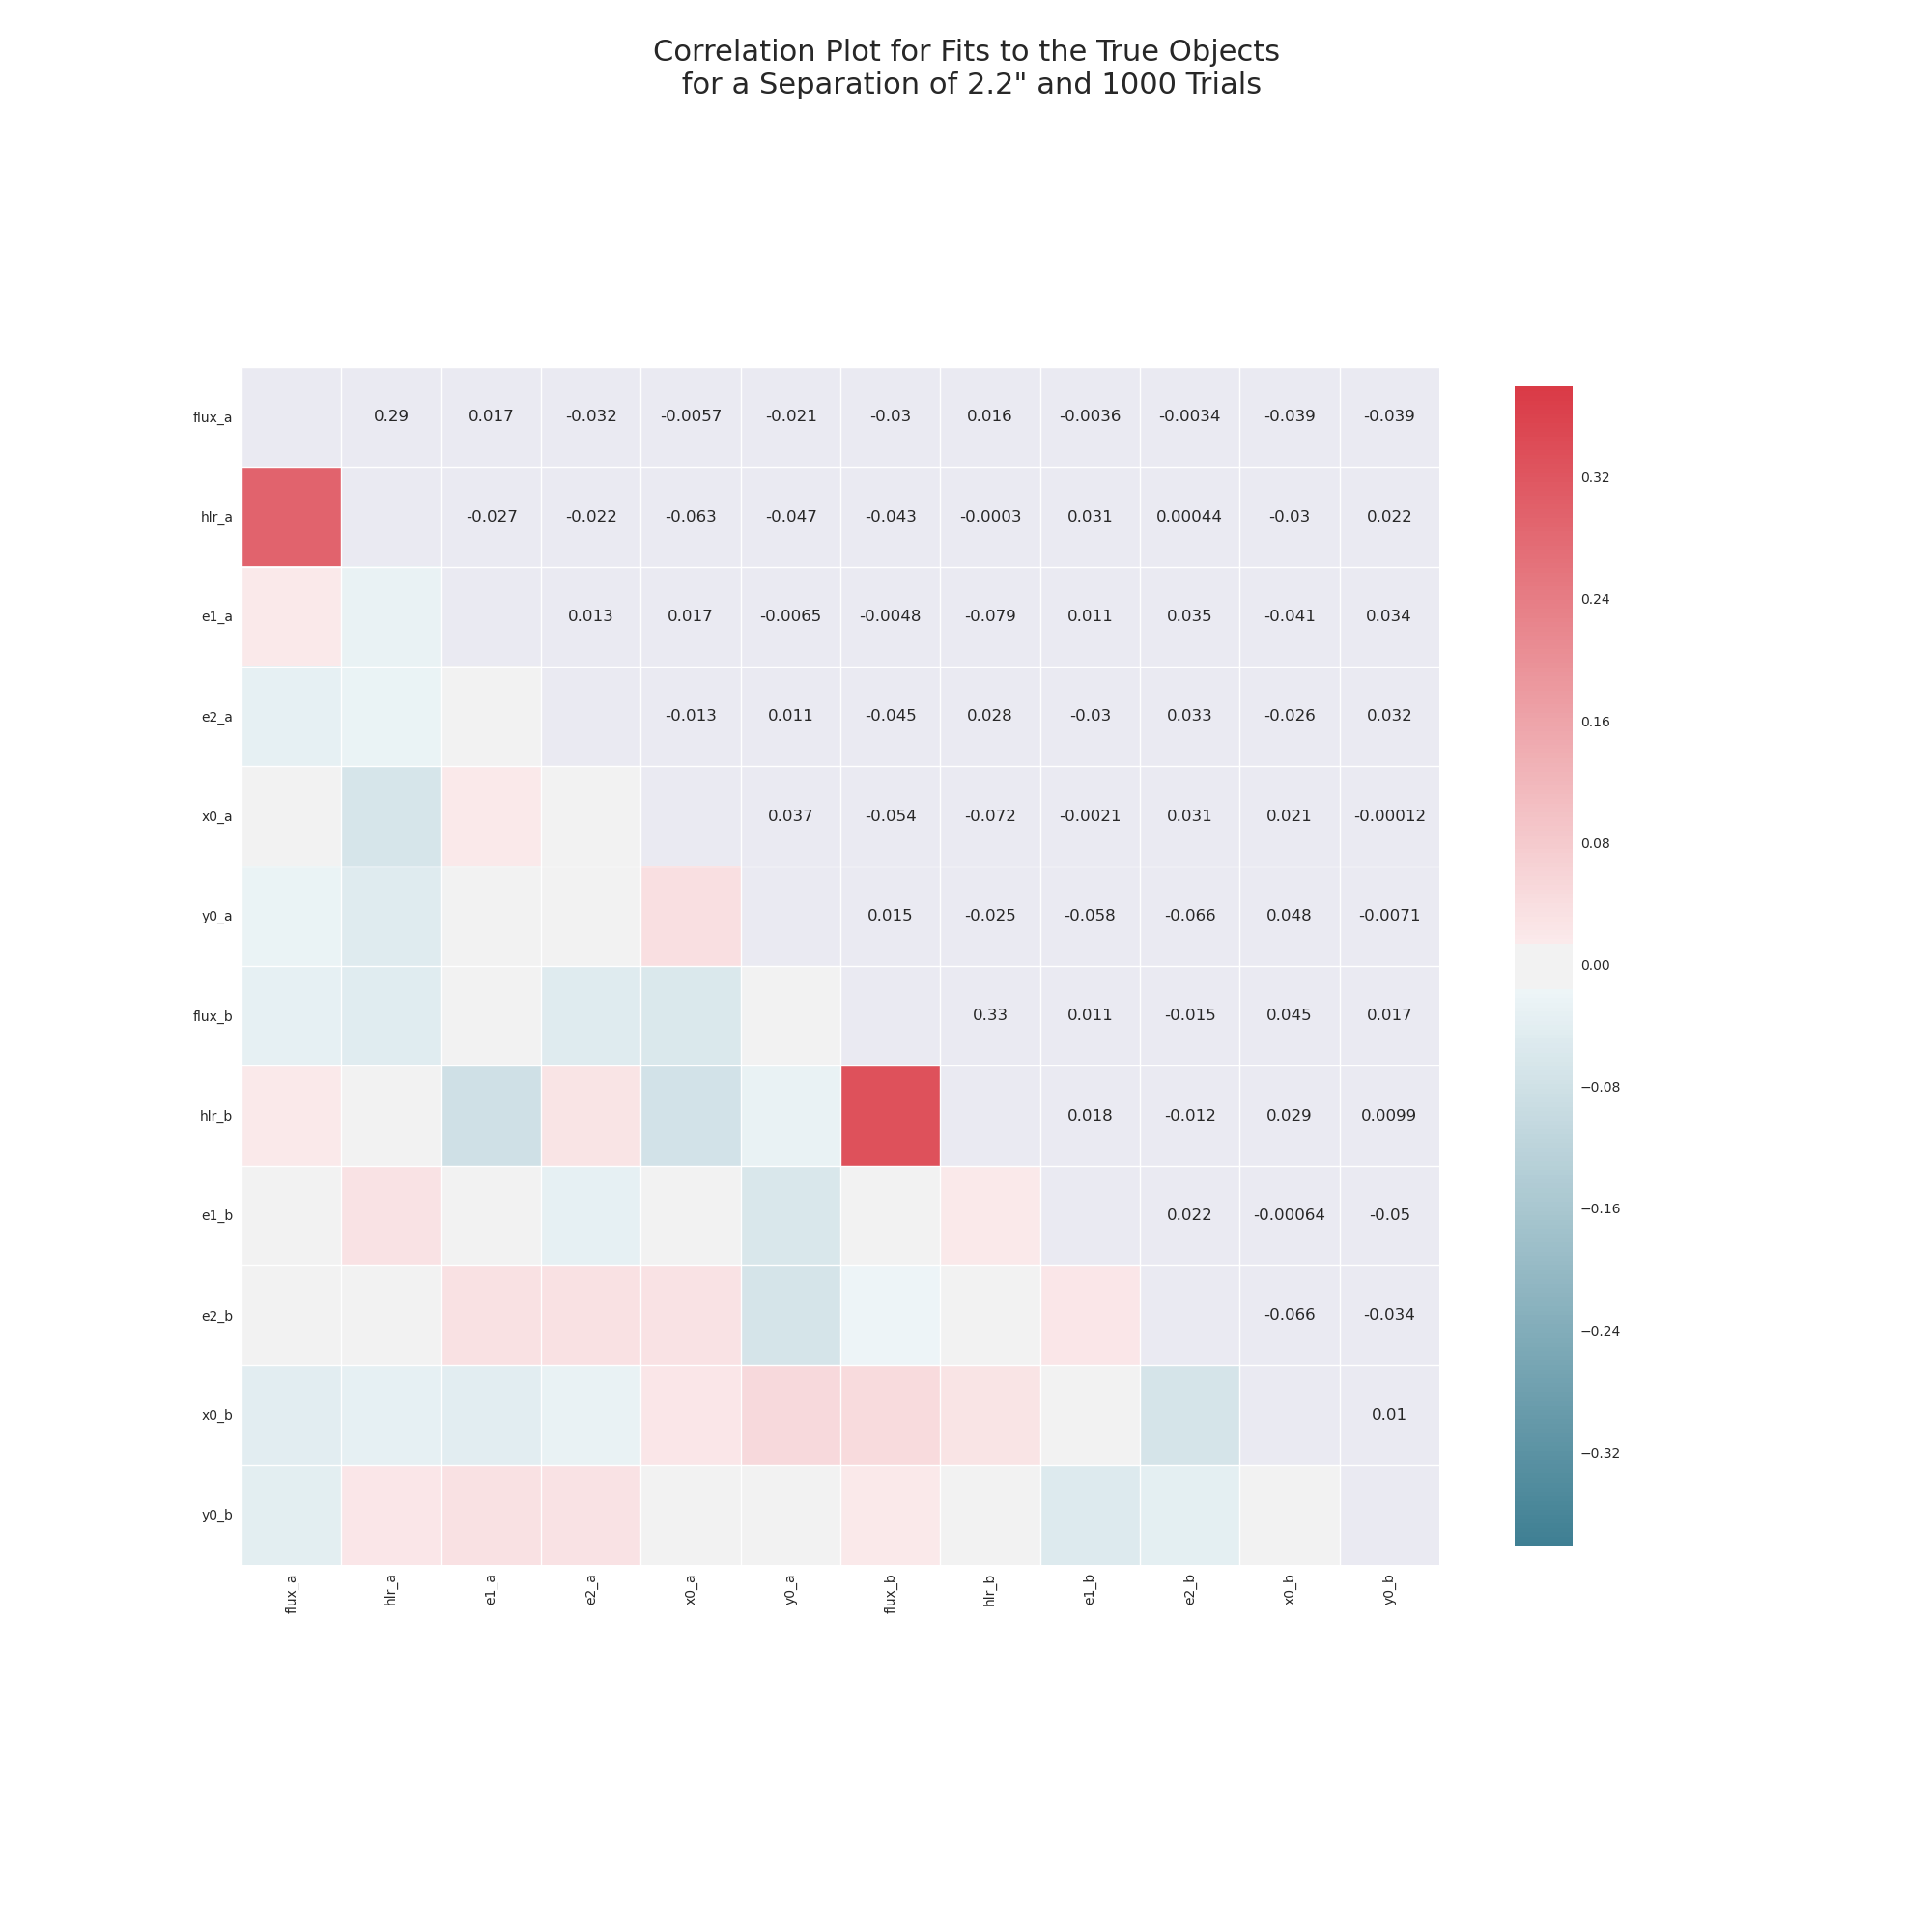 Correlation Plot for Fits to the True Objects
for a Separation of 2.2" and 1000 Trials
flux_a 0.29 0.017 -0.032 -0.0057 -0.021 -0.03 0.016 -0.0036 -0.0034 -0.039 -0.039
hlr_a -0.027 -0.022 -0.063 -0.047 -0.043 -0.0003 0.031 0.00044 -0.03 0.022
e1_a 0.013 0.017 -0.0065 -0.0048 -0.079 0.011 0.035 -0.041 0.034
e2_a -0.013 0.011 -0.045 0.028 -0.03 0.033 -0.026 0.032
x0_a 0.037 -0.054 -0.072 -0.0021 0.031 0.021 -0.00012
y0_a 0.015 -0.025 -0.058 -0.066 0.048 -0.0071
flux_b 0.33 0.011 -0.015 0.045 0.017
hlr_b 0.018 -0.012 0.029 0.0099
e1_b 0.022 -0.00064 -0.05
e2_b -0.066 -0.034
x0_b 0.01
y0_b
flux_a hlr_a e1_a e2_a x0_a y0_a flux_b hlr_b e1_b e2_b x0_b y0_b
0.32
0.24
0.16
0.08
0.00
−0.08
−0.16
−0.24
−0.32